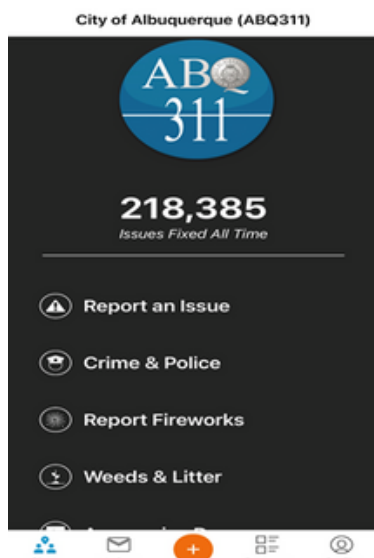 City of Albuquerque (ABQ311)
ABQ
311
218,385
Issues Fixed All Time
Report an Issue
Crime & Police
Report Fireworks
Weeds & Litter